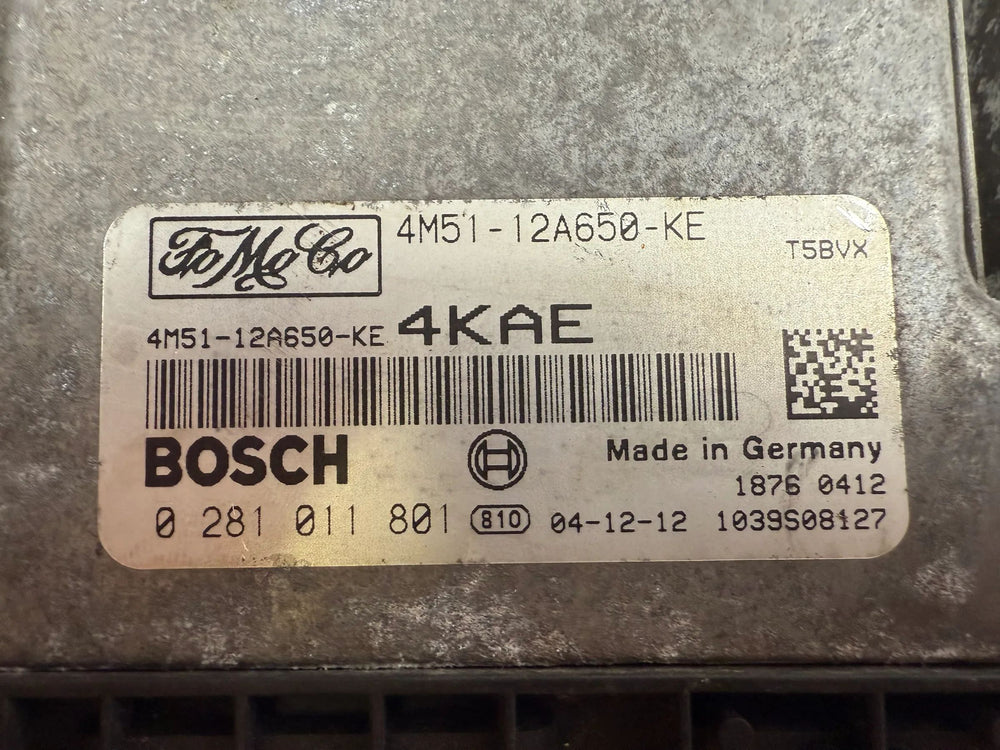 FoMoCo 4M51-12A650-KE
T5BVX
4M51-12A650-KE 4KAE
BOSCH Made in Germany
1876 0412
0 281 011 801 810 04-12-12 1039S08127